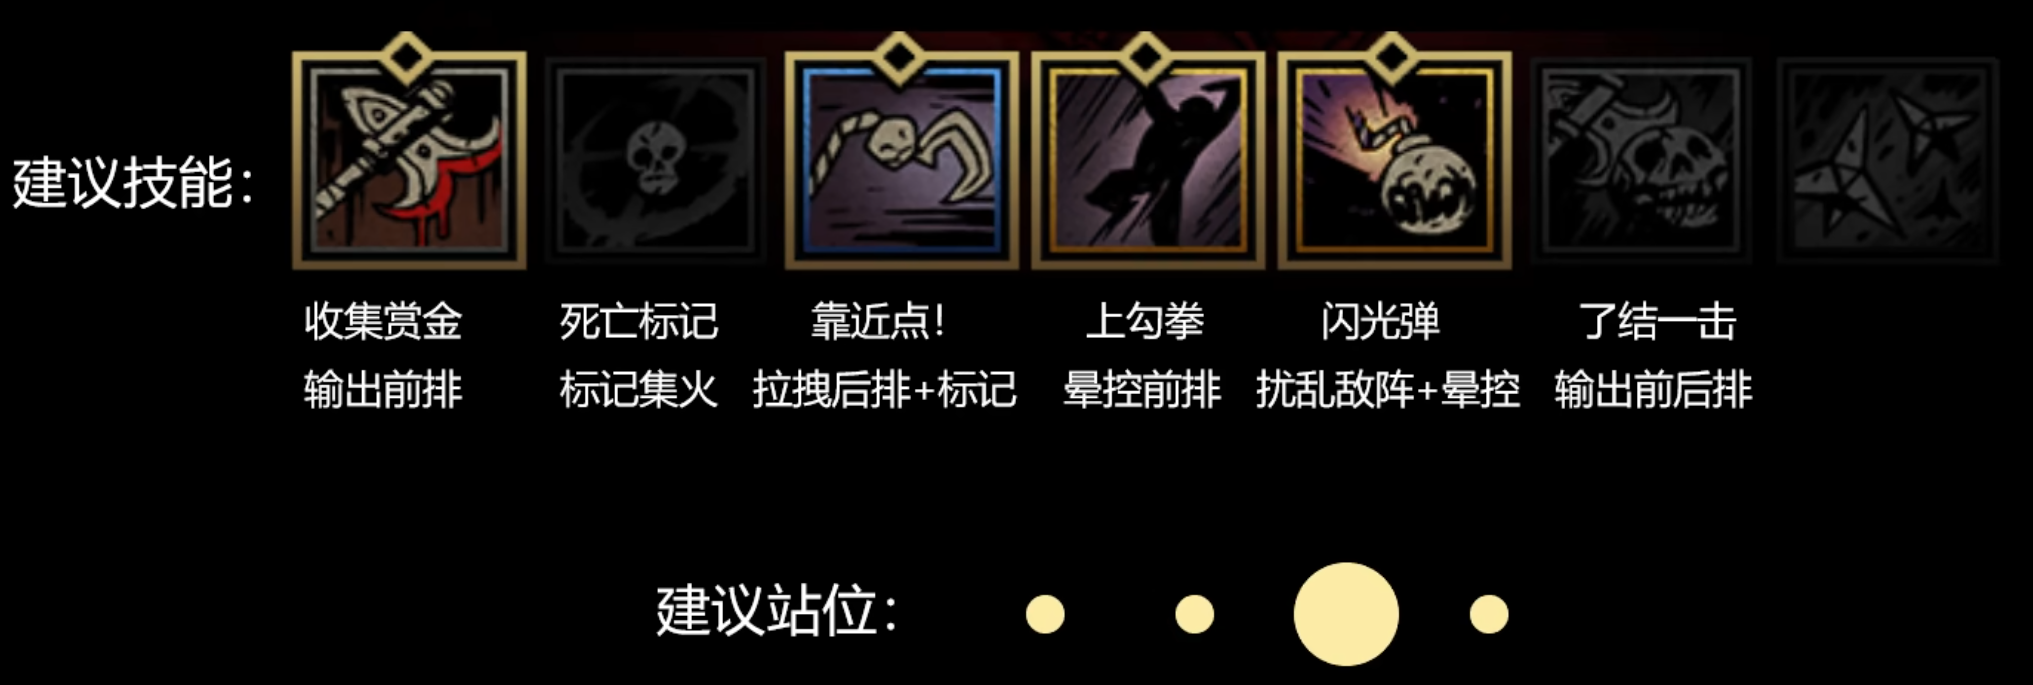 建议技能:
收集赏金 死亡标记 靠近点! 上勾拳 闪光弹 了结一击
输出前排 标记集火 拉拽后排+标记 晕控前排 扰乱敌阵+晕控 输出前后排
建议站位: